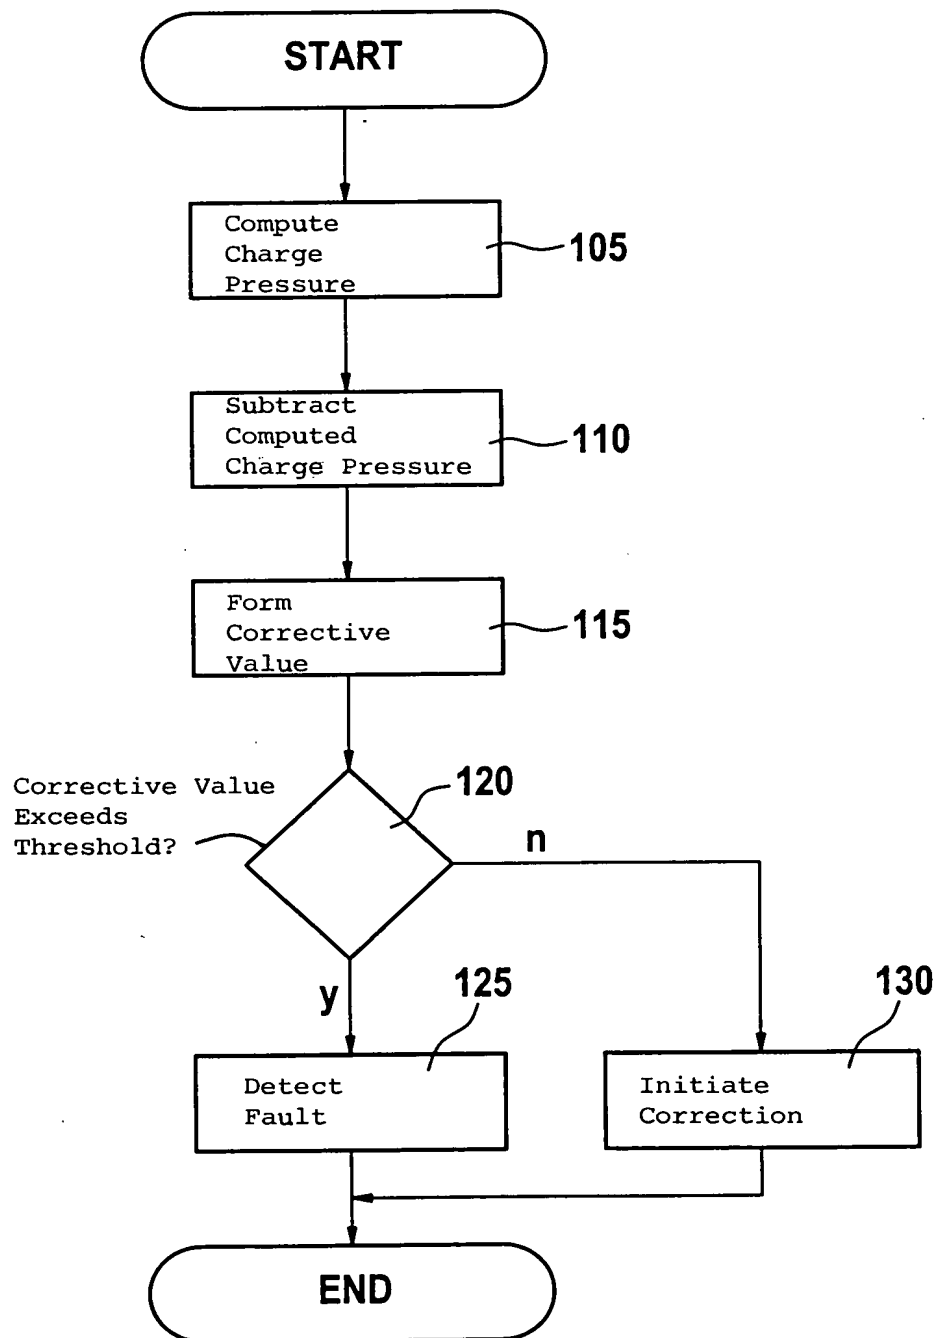 START
Compute
Charge
Pressure
105
Subtract
Computed
Charge Pressure
110
Form
Corrective
Value
115
Corrective Value
Exceeds
Threshold?
120
n
y
125
130
Detect
Fault
Initiate
Correction
END